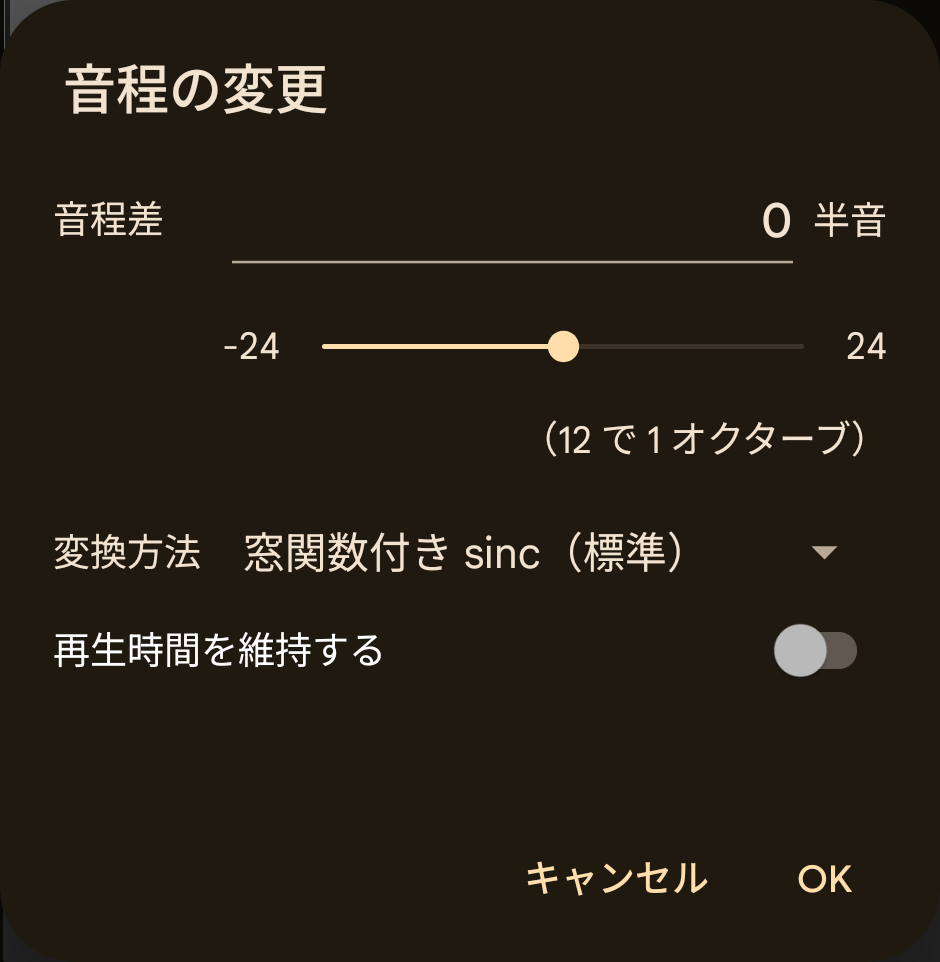 音程の変更
音程差 0 半音
-24 24
（12 で 1 オクターブ）
変換方法 窓関数付き sinc（標準）
再生時間を維持する
キャンセル OK